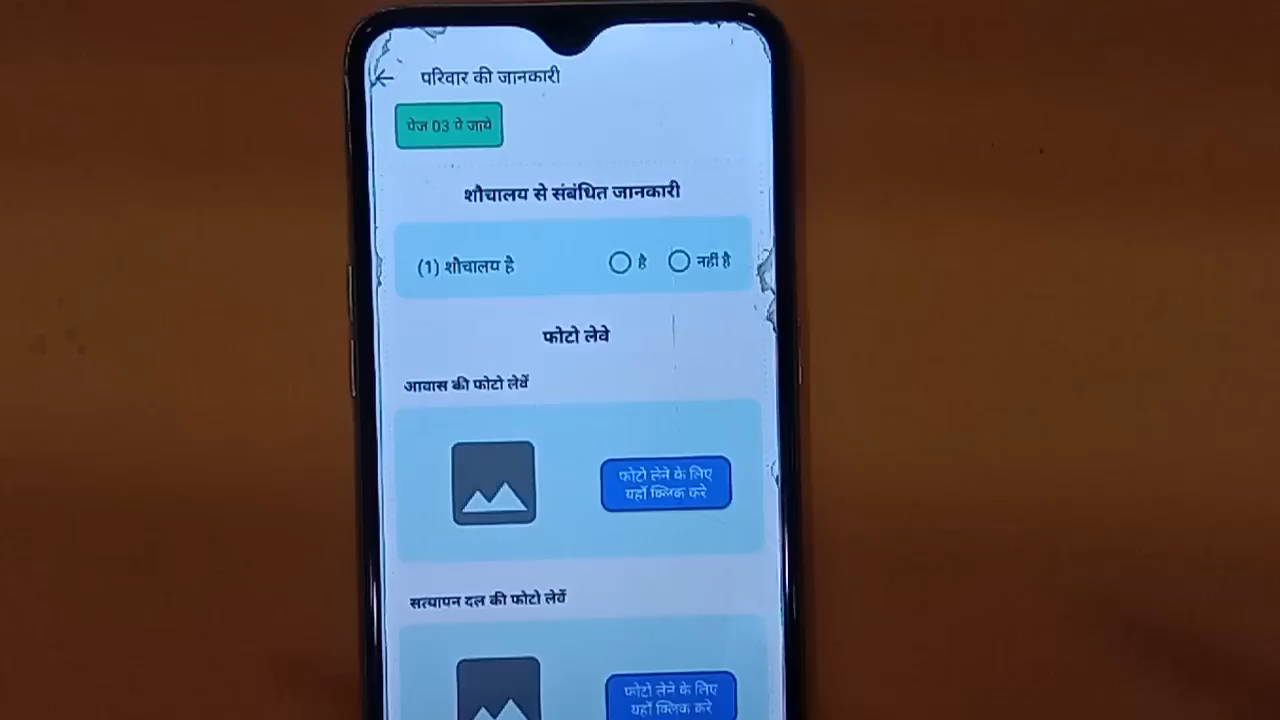 परिवार की जानकारी
पेज 03 पे जाये
शौचालय से संबंधित जानकारी
(1) शौचालय है
है
नहीं है
फोटो लेवे
आवास की फोटो लेवें
फोटो लेने के लिए
यहाँ क्लिक करे
सत्यापन दल की फोटो लेवें
फोटो लेने के लिए
यहाँ क्लिक करे